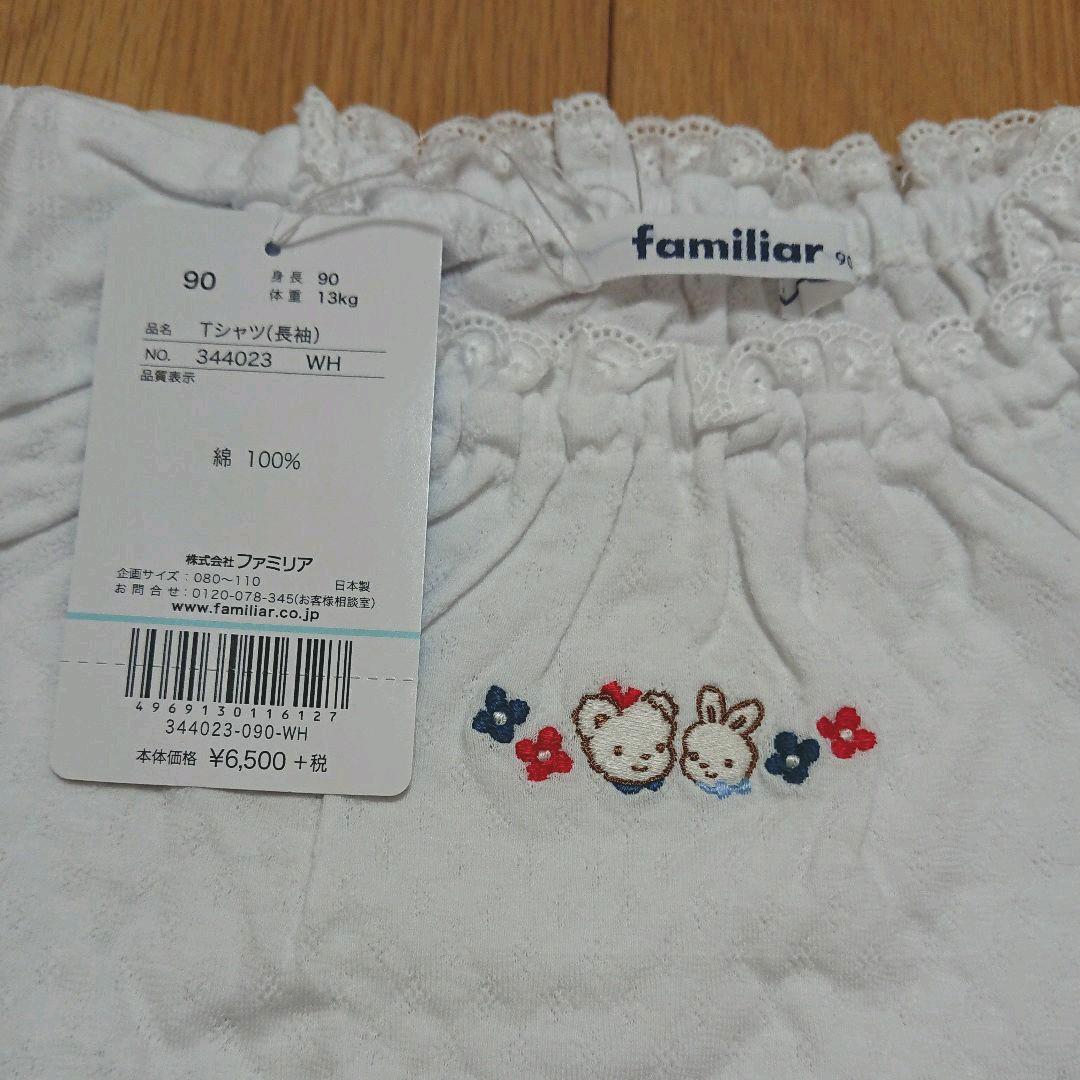 familiar 90
90 身長 90
体重 13kg
品名 Tシャツ(長袖)
NO. 344023 WH
品質表示
綿 100%
株式会社ファミリア
企画サイズ:080〜110 日本製
お問合せ:0120-078-345(お客様相談室)
www.familiar.co.jp
4969130116127
344023-090-WH
本体価格 ¥6,500+税